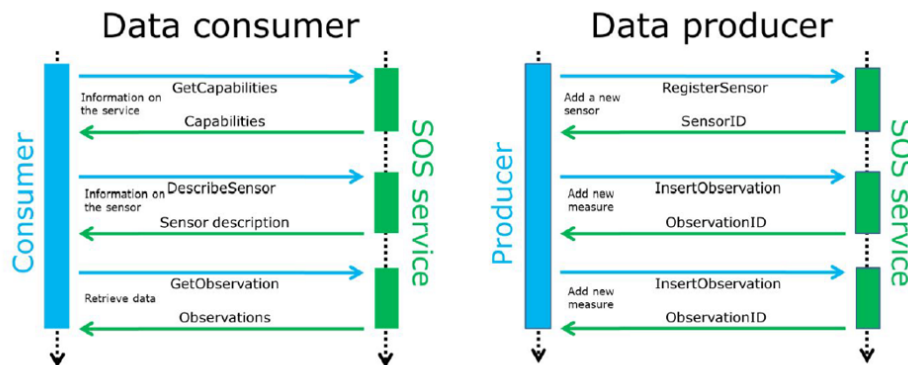 Data consumer
Consumer
GetCapabilities
Information on
the service
Capabilities
DescribeSensor
Information on
the sensor
Sensor description
GetObservation
Retrieve data
Observations
SOS service
Data producer
Producer
RegisterSensor
Add a new
sensor
SensorID
InsertObservation
Add new
measure
ObservationID
InsertObservation
Add new
measure
ObservationID
SOS service